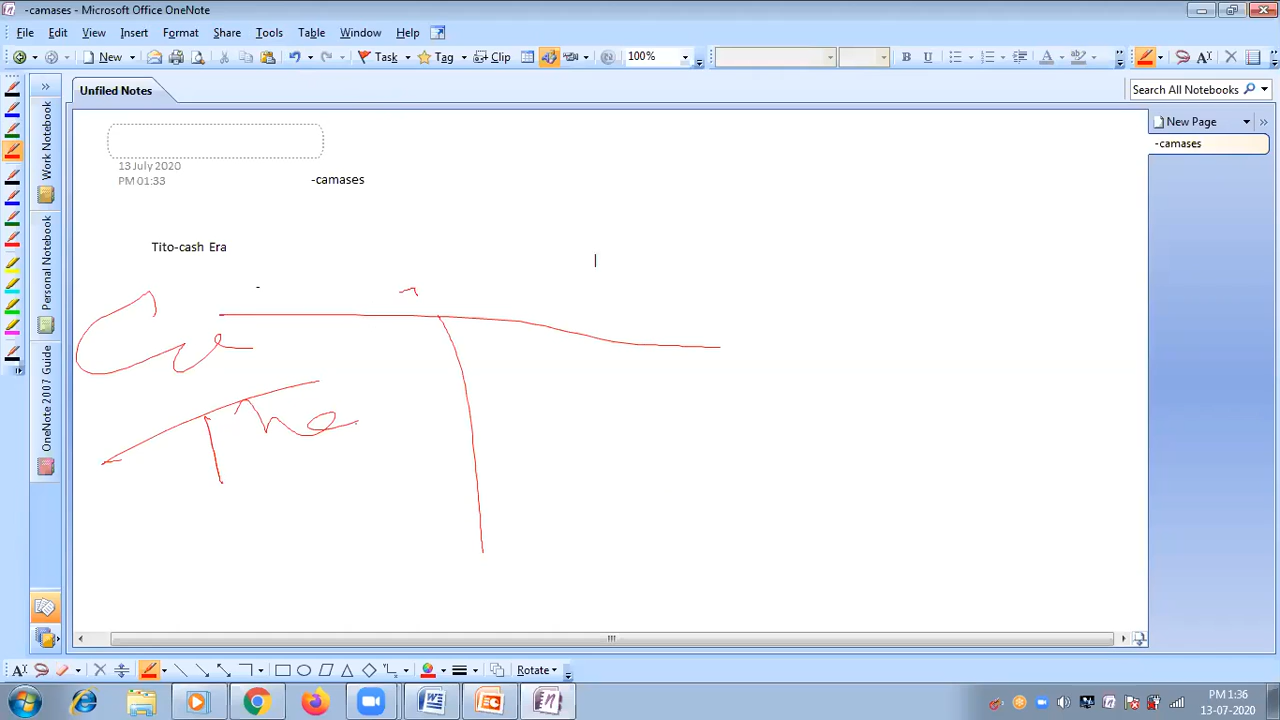 -camases - Microsoft Office OneNote
File Edit View Insert Format Share Tools Table Window Help
New Task Tag Clip 100%
Unfiled Notes
Search All Notebooks
New Page
-camases
Work Notebook
Personal Notebook
OneNote 2007 Guide
13 July 2020
PM 01:33
-camases
Tito-cash Era
The
Rotate
PM 1:36
13-07-2020